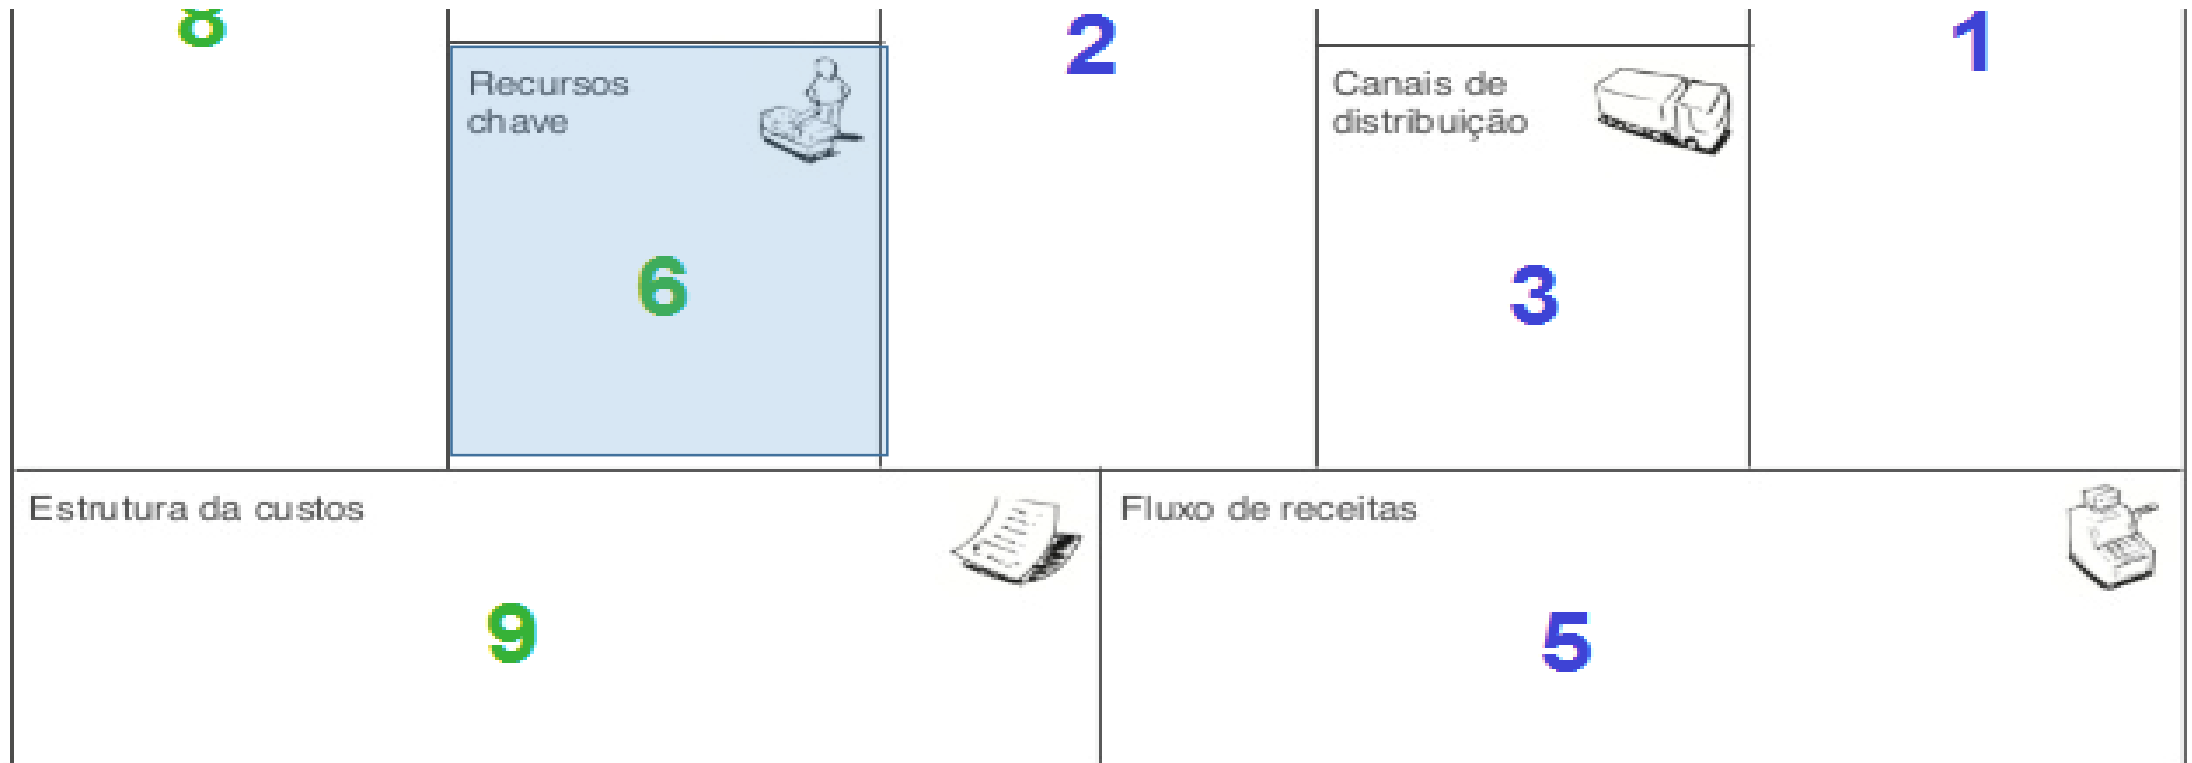 8
2
1
Recursos
chave
6
Canais de
distribuição
3
Estrutura da custos
9
Fluxo de receitas
5